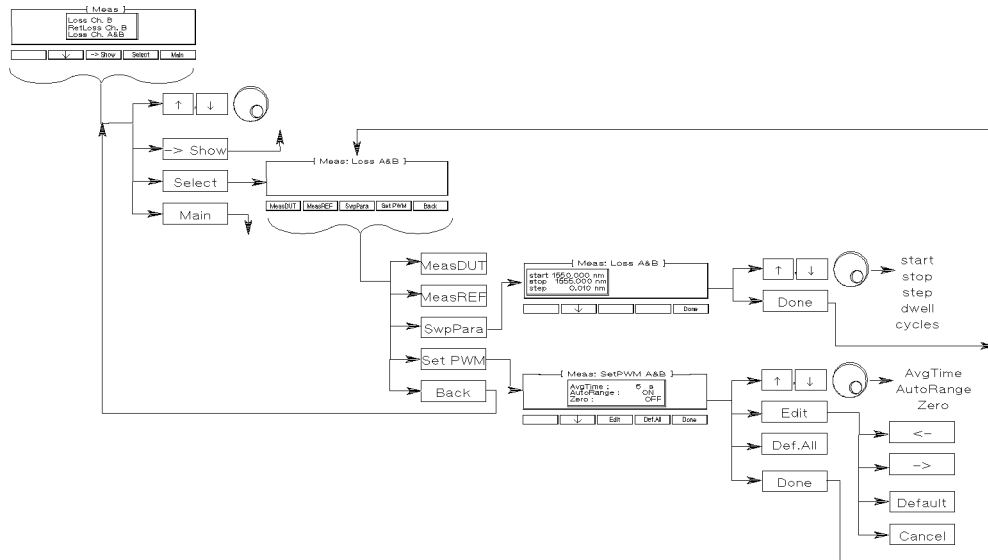 [ Meas ]
Loss Ch. B
RetLoss Ch. B
Loss Ch. A&B
↓ -> Show Select Main
↑ , ↓
-> Show
Select
Main
[ Meas: Loss A&B ]
MeasDUT MeasREF SwpPara Set PWM Back
MeasDUT
MeasREF
SwpPara
Set PWM
Back
[ Meas: Loss A&B ]
start 1550.000 nm
stop 1555.000 nm
step 0.010 nm
↓ Done
↑ , ↓
Done
start
stop
step
dwell
cycles
[ Meas: SetPWM A&B ]
AvgTime : 5 s
AutoRange : ON
Zero : OFF
↓ Edit Def.All Done
↑ , ↓
Edit
Def.All
Done
AvgTime
AutoRange
Zero
<-
->
Default
Cancel